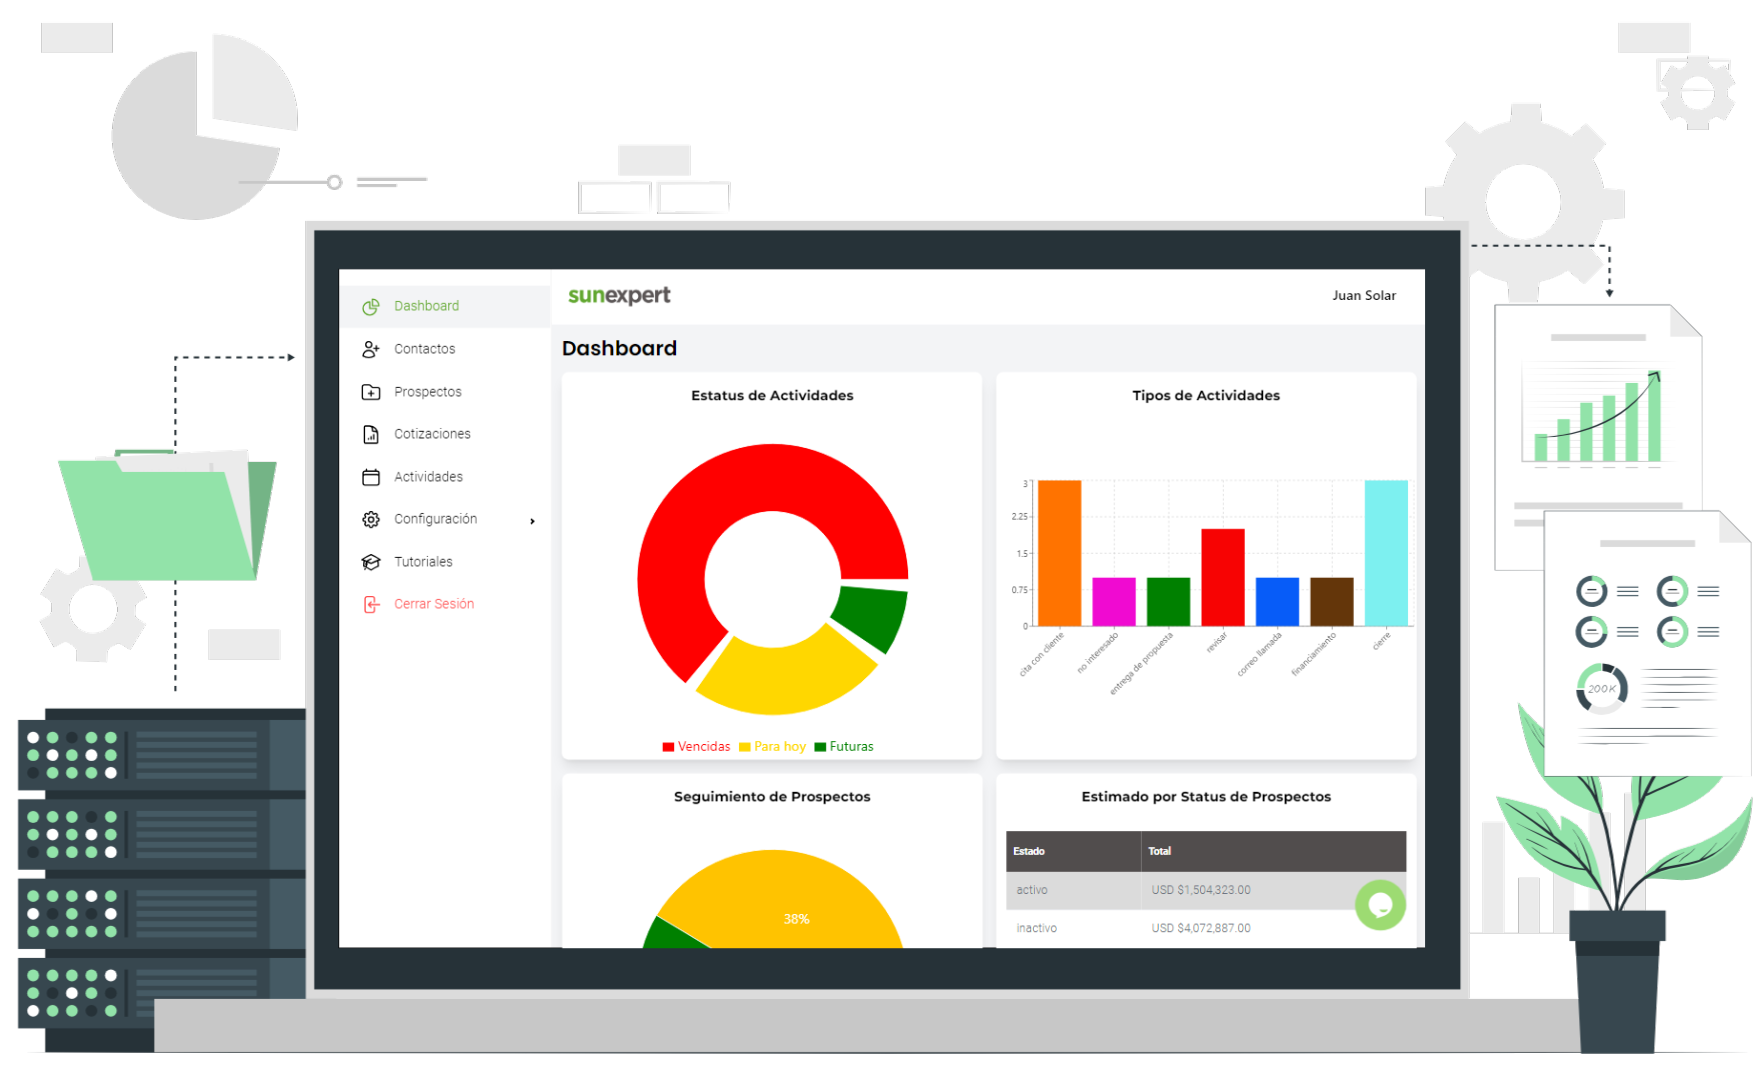 Dashboard
Contactos
Prospectos
Cotizaciones
Actividades
Configuración
Tutoriales
Cerrar Sesión
sunexpert
Juan Solar
Dashboard
Estatus de Actividades
Vencidas Para hoy Futuras
Tipos de Actividades
3
2.25
1.5
0.75
0
cita con cliente
no interesado
entrega de propuesta
revisar
correo llamada
financiamiento
cierre
Seguimiento de Prospectos
38%
Estimado por Status de Prospectos
Estado Total
activo USD $1,504,323.00
inactivo USD $4,072,887.00
200K